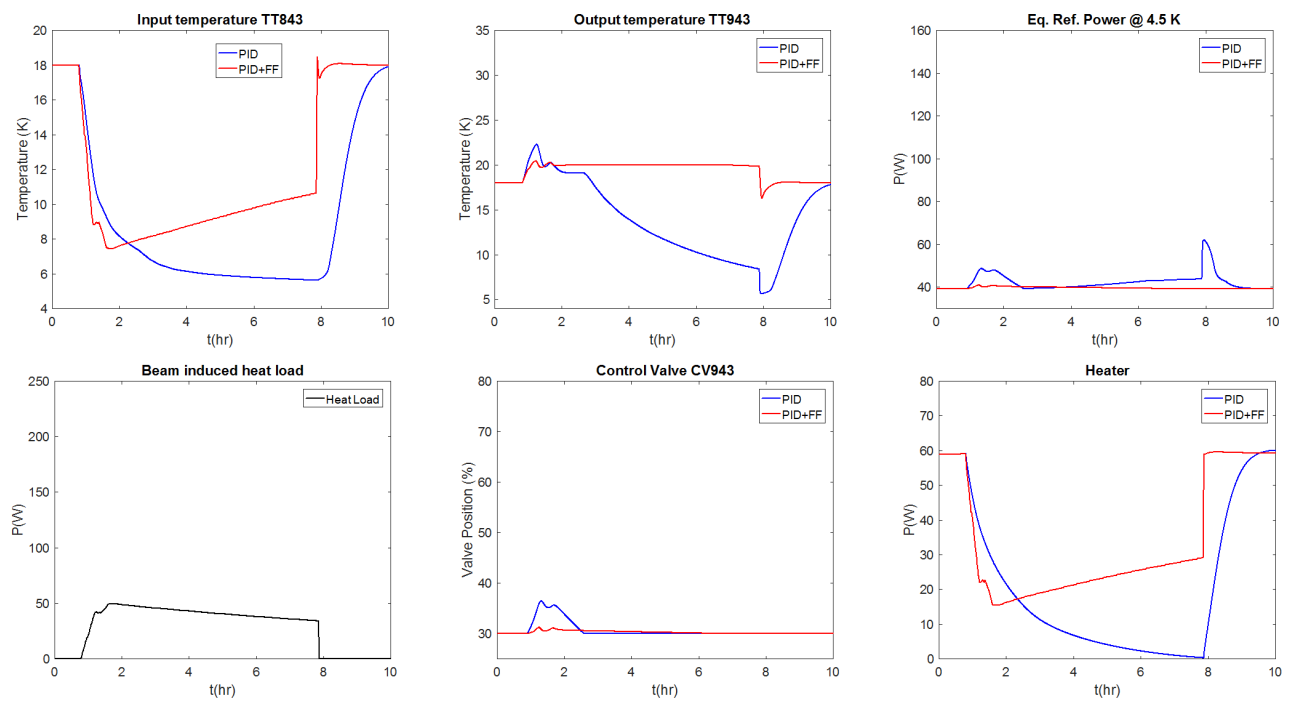 Input temperature TT843
20
18
16
14
12
10
8
6
4
Temperature (K)
PID
PID+FF
0 2 4 6 8 10
t(hr)
Output temperature TT943
35
30
25
20
15
10
5
Temperature (K)
PID
PID+FF
0 2 4 6 8 10
t(hr)
Eq. Ref. Power @ 4.5 K
160
140
120
100
80
60
40
P(W)
PID
PID+FF
0 2 4 6 8 10
t(hr)
Beam induced heat load
250
200
150
100
50
0
P(W)
Heat Load
0 2 4 6 8 10
t(hr)
Control Valve CV943
80
70
60
50
40
30
Valve Position (%)
PID
PID+FF
0 2 4 6 8 10
t(hr)
Heater
80
70
60
50
40
30
20
10
0
P(W)
PID
PID+FF
0 2 4 6 8 10
t(hr)